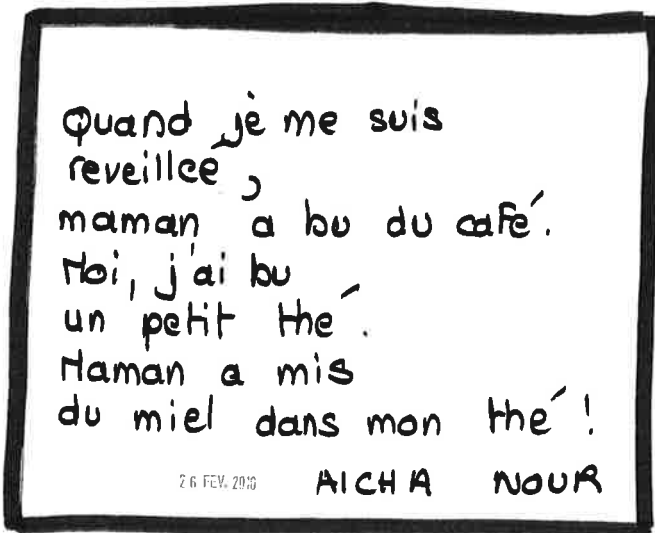 Quand je me suis
reveillée,
maman a bu du café.
Moi, j'ai bu
un petit thé.
Maman a mis
du miel dans mon thé!
26 FEV. 2010 AICHA NOUR